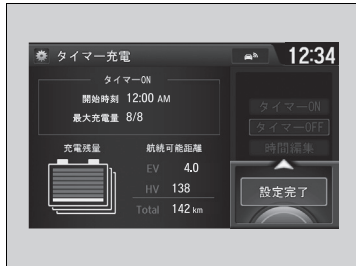 タイマー充電
12:34
タイマーON
開始時刻 12:00 AM
最大充電量 8/8
充電残量
航続可能距離
EV 4.0
HV 138
Total 142 km
タイマーON
タイマーOFF
時間編集
設定完了